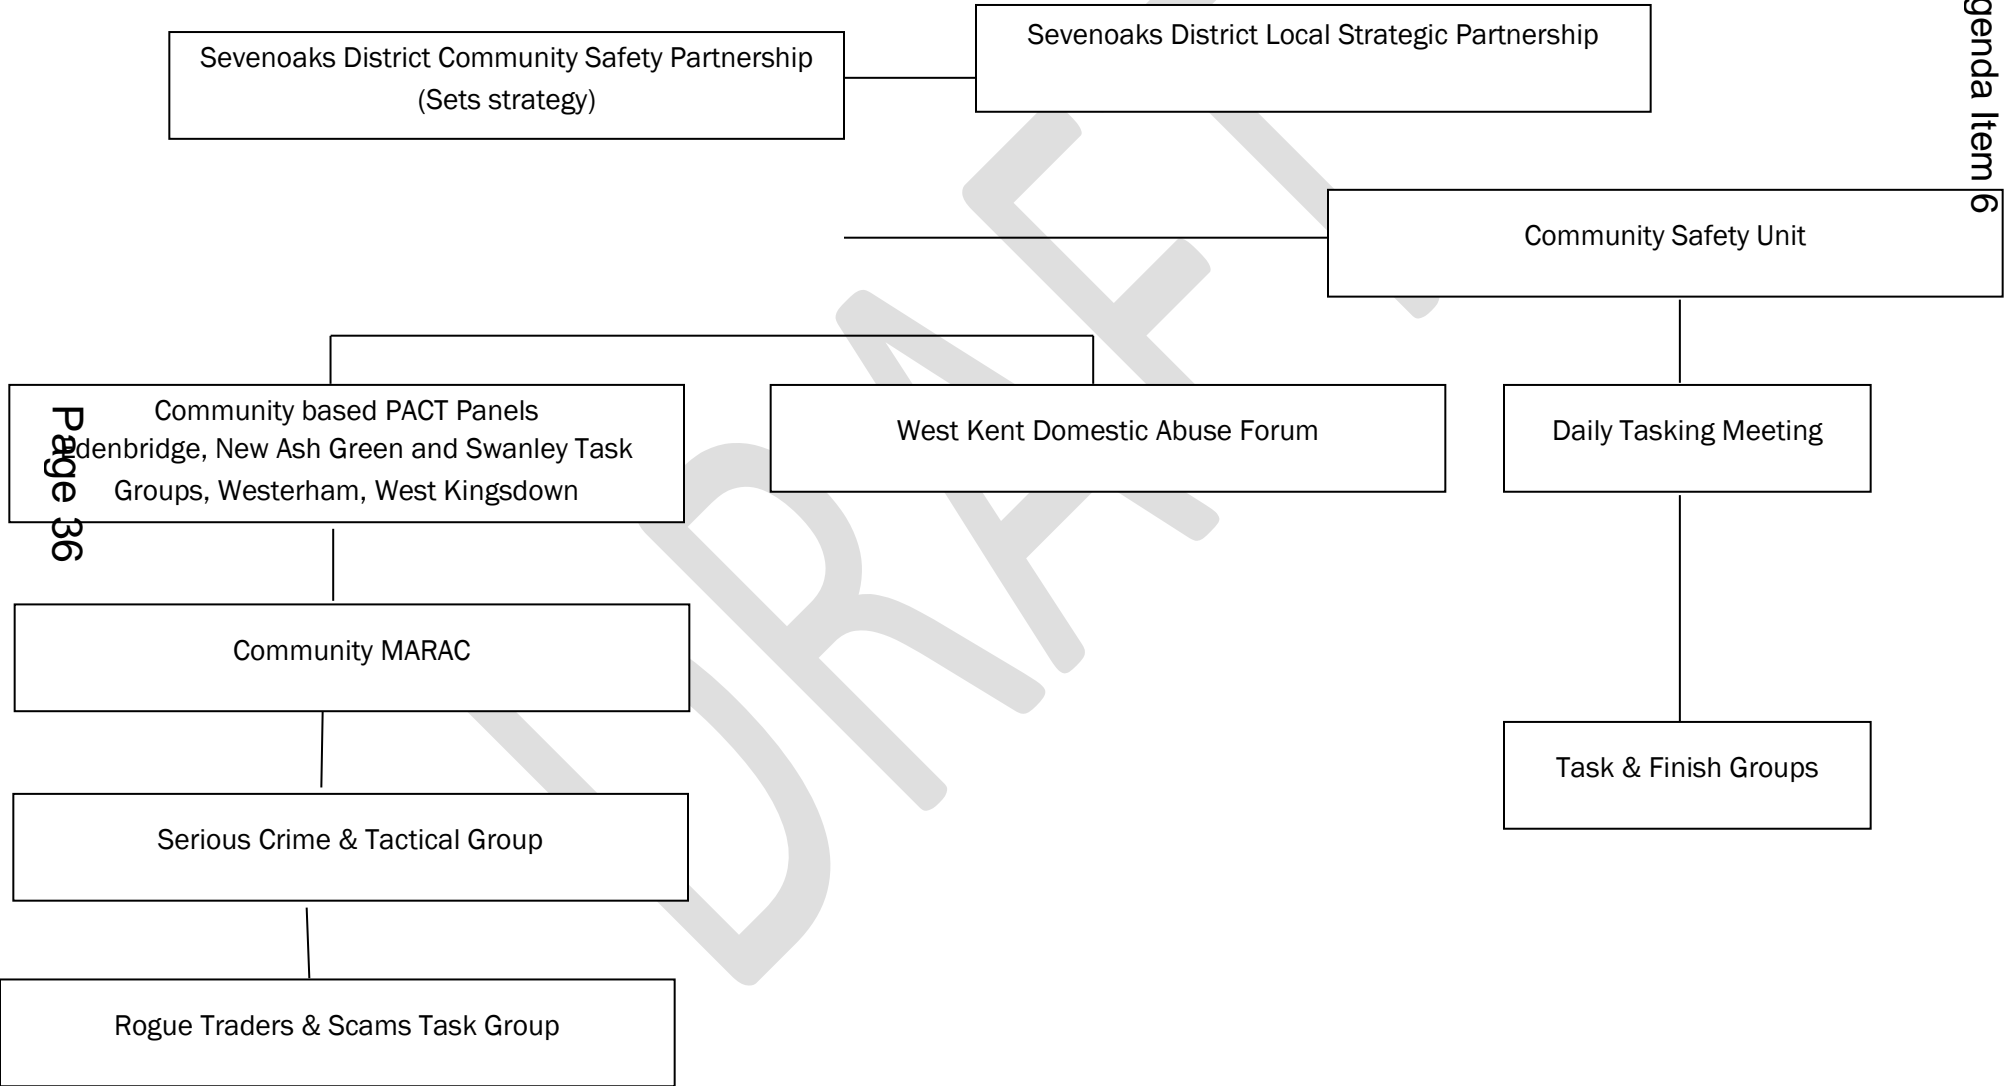 Sevenoaks District Community Safety Partnership
(Sets strategy)
Sevenoaks District Local Strategic Partnership
genda Item 6
Community Safety Unit
Community based PACT Panels
denbridge, New Ash Green and Swanley Task
Groups, Westerham, West Kingsdown
West Kent Domestic Abuse Forum
Daily Tasking Meeting
Page 36
Community MARAC
Task & Finish Groups
Serious Crime & Tactical Group
Rogue Traders & Scams Task Group
DRAFT